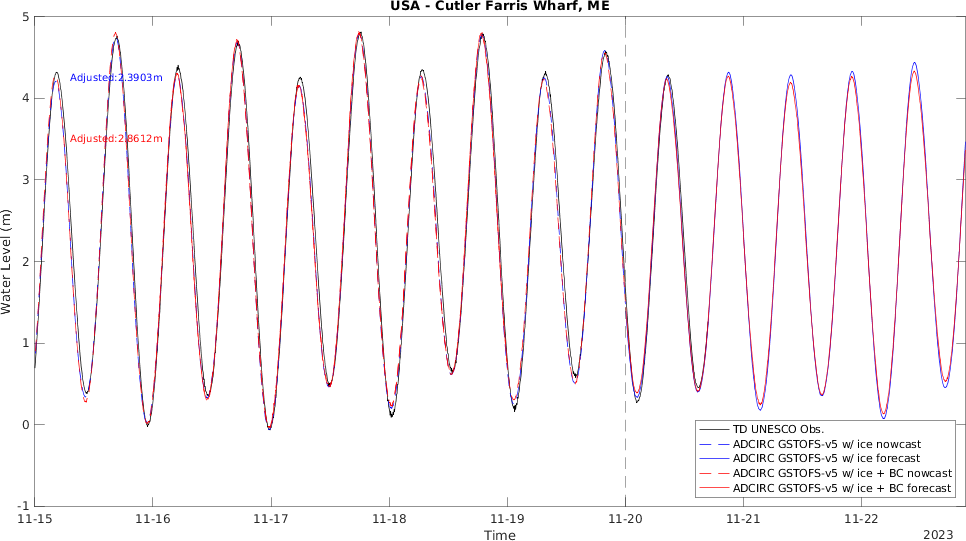 USA - Cutler Farris Wharf, ME
5
4
3
2
1
0
-1
Water Level (m)
Adjusted:2.3903m
Adjusted:2.8612m
TD UNESCO Obs.
ADCIRC GSTOFS-v5 w/ ice nowcast
ADCIRC GSTOFS-v5 w/ ice forecast
ADCIRC GSTOFS-v5 w/ ice + BC nowcast
ADCIRC GSTOFS-v5 w/ ice + BC forecast
11-15 11-16 11-17 11-18 11-19 11-20 11-21 11-22
Time
2023